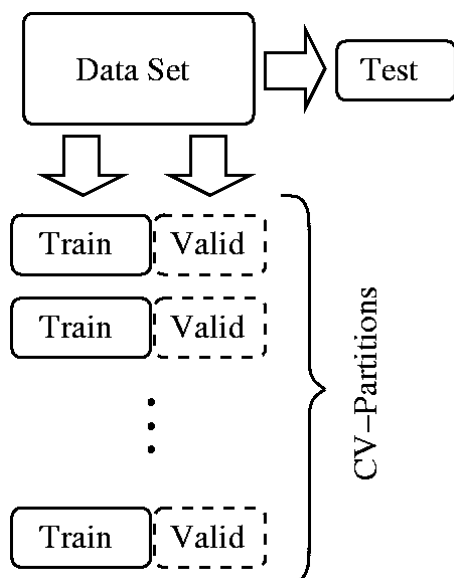 Data Set
Test
Train
Valid
Train
Valid
Train
Valid
CV-Partitions